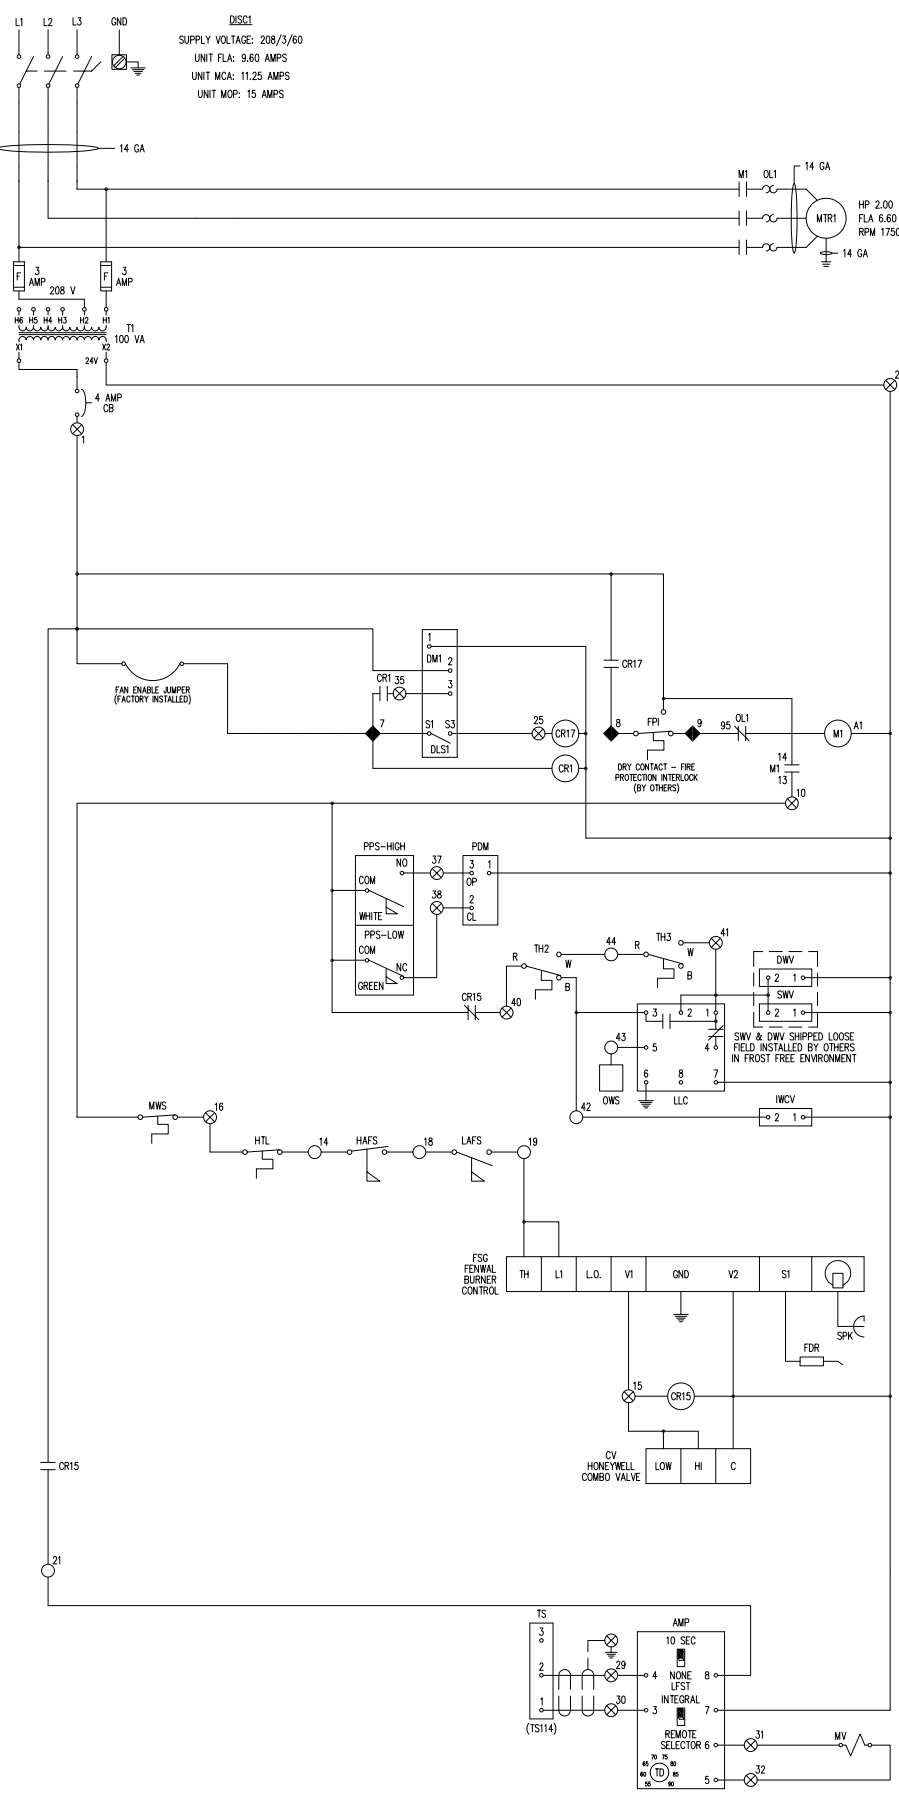 L1 L2 L3 GND
DISC1
SUPPLY VOLTAGE: 208/3/60
UNIT FLA: 9.60 AMPS
UNIT MCA: 11.25 AMPS
UNIT MOP: 15 AMPS
14 GA
14 GA
M1 OL1
MTR1
HP 2.00
FLA 6.60
RPM 1750
14 GA
F 3 AMP
F 3 AMP
208 V
H6 H5 H4 H3 H2 H1
T1
100 VA
X1 X2
24V
2
4 AMP
CB
1
FAN ENABLE JUMPER
(FACTORY INSTALLED)
1
DM1
2
3
CR1 35
7
S1 S3
DLS1
25
CR17
CR1
CR17
8 FPI 9
95 OL1
M1 A1
DRY CONTACT - FIRE
PROTECTION INTERLOCK
(BY OTHERS)
14
M1
13
10
PPS-HIGH
NO
COM
WHITE
37
PDM
3 1
OP
38
2
CL
PPS-LOW
COM
NC
GREEN
CR15
40
R TH2 W
B
44
R TH3 W
B
41
DWV
2 1
SWV
2 1
SWV & DWV SHIPPED LOOSE
FIELD INSTALLED BY OTHERS
IN FROST FREE ENVIRONMENT
3 2 1
4
43
5
6 8 7
OWS
LLC
42
IWCV
2 1
MWS 16
HTL 14 HAFS 18 LAFS 19
FSG
FENWAL
BURNER
CONTROL
TH L1 L.O. V1 GND V2 S1
SPK
FDR
15
CR15
CV
HONEYWELL
COMBO VALVE
LOW HI C
CR15
21
TS
3
2
1
(TS114)
29
30
AMP
10 SEC
4 NONE 8
LFST
INTEGRAL
3 7
REMOTE
SELECTOR 6
31
MV
55 60 65 70 75 80 85 90
TD
5
32